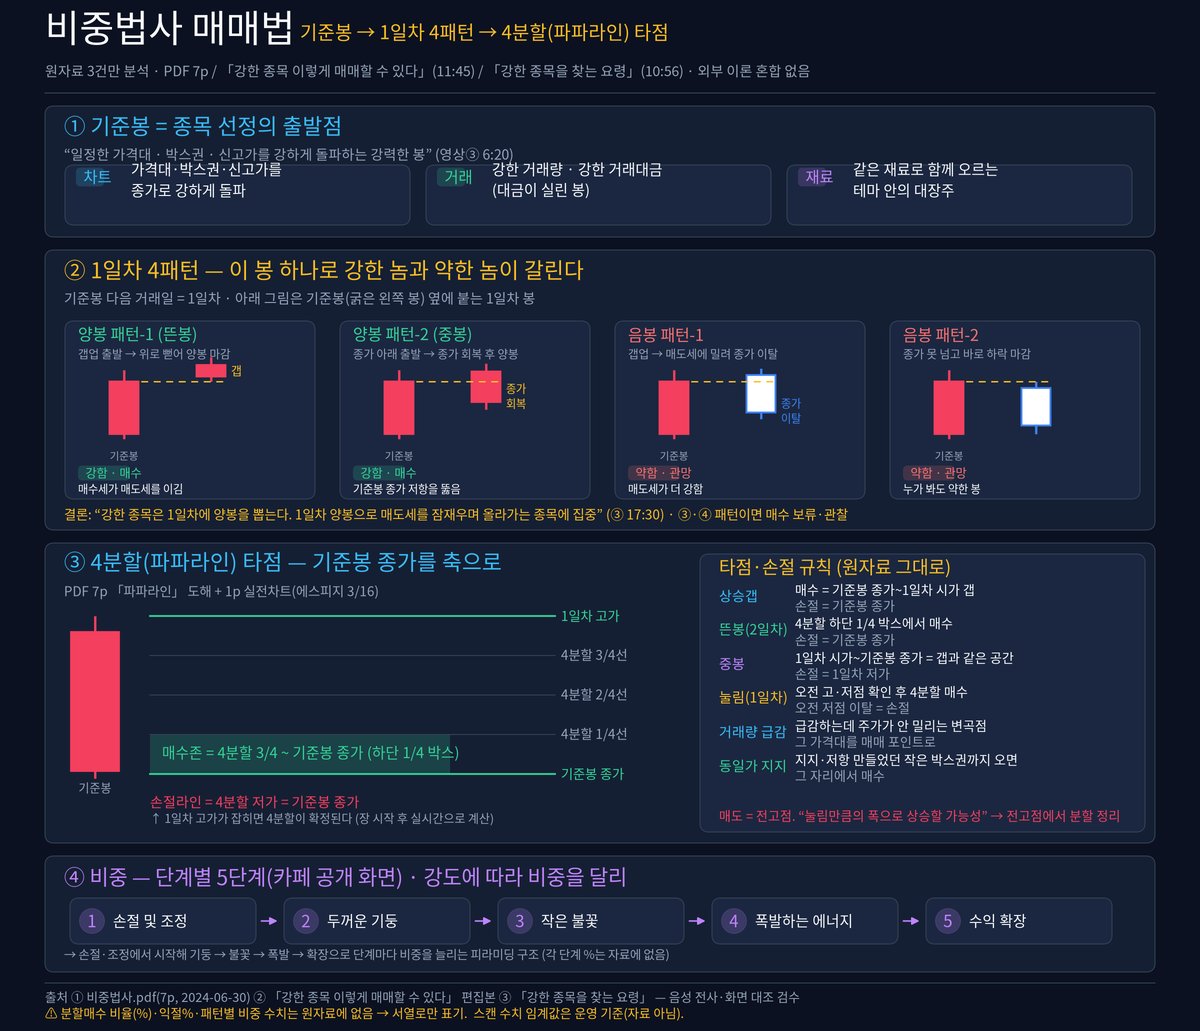 비중법사 매매법 기준봉 → 1일차 4패턴 → 4분할(파파라인) 타점
원자료 3건만 분석 · PDF 7p / 「강한 종목 이렇게 매매할 수 있다」(11:45) / 「강한 종목을 찾는 요령」(10:56) · 외부 이론 혼합 없음
① 기준봉 = 종목 선정의 출발점
“일정한 가격대 · 박스권 · 신고가를 강하게 돌파하는 강력한 봉” (영상③ 6:20)
차트
가격대·박스권·신고가를
종가로 강하게 돌파
거래
강한 거래량 · 강한 거래대금
(대금이 실린 봉)
재료
같은 재료로 함께 오르는
테마 안의 대장주
② 1일차 4패턴 — 이 봉 하나로 강한 놈과 약한 놈이 갈린다
기준봉 다음 거래일 = 1일차 · 아래 그림은 기준봉(굵은 왼쪽 봉) 옆에 붙는 1일차 봉
양봉 패턴-1 (뜬봉)
갭업 출발 → 위로 뻗어 양봉 마감
갭
기준봉
강함 · 매수
매수세가 매도세를 이김
양봉 패턴-2 (중봉)
종가 아래 출발 → 종가 회복 후 양봉
종가
회복
기준봉
강함 · 매수
기준봉 종가 저항을 뚫음
음봉 패턴-1
갭업 → 매도세에 밀려 종가 이탈
종가
이탈
기준봉
약함 · 관망
매도세가 더 강함
음봉 패턴-2
종가 못 넘고 바로 하락 마감
기준봉
약함 · 관망
누가 봐도 약한 봉
결론: “강한 종목은 1일차에 양봉을 뽑는다. 1일차 양봉으로 매도세를 잠재우며 올라가는 종목에 집중” (③ 17:30) · ③·④ 패턴이면 매수 보류·관찰
③ 4분할(파파라인) 타점 — 기준봉 종가를 축으로
PDF 7p 「파파라인」 도해 + 1p 실전차트(에스피지 3/16)
1일차 고가
4분할 3/4선
4분할 2/4선
4분할 1/4선
매수존 = 4분할 3/4 ~ 기준봉 종가 (하단 1/4 박스)
기준봉 종가
기준봉
손절라인 = 4분할 저가 = 기준봉 종가
↑ 1일차 고가가 잡히면 4분할이 확정된다 (장 시작 후 실시간으로 계산)
타점·손절 규칙 (원자료 그대로)
상승갭
매수 = 기준봉 종가~1일차 시가 갭
손절 = 기준봉 종가
뜬봉(2일차)
4분할 하단 1/4 박스에서 매수
손절 = 기준봉 종가
중봉
1일차 시가~기준봉 종가 = 갭과 같은 공간
손절 = 1일차 저가
눌림(1일차)
오전 고·저점 확인 후 4분할 매수
오전 저점 이탈 = 손절
거래량 급감
급감하는데 주가가 안 밀리는 변곡점
그 가격대를 매매 포인트로
동일가 지지
지지·저항 만들었던 작은 박스권까지 오면
그 자리에서 매수
매도 = 전고점. “눌림만큼의 폭으로 상승할 가능성” → 전고점에서 분할 정리
④ 비중 — 단계별 5단계(카페 공개 화면) · 강도에 따라 비중을 달리
1 손절 및 조정
2 두꺼운 기둥
3 작은 불꽃
4 폭발하는 에너지
5 수익 확장
→ 손절·조정에서 시작해 기둥 → 불꽃 → 폭발 → 확장으로 단계마다 비중을 늘리는 피라미딩 구조 (각 단계 %는 자료에 없음)
출처 ① 비중법사.pdf(7p, 2024-06-30) ② 「강한 종목 이렇게 매매할 수 있다」 편집본 ③ 「강한 종목을 찾는 요령」 — 음성 전사·화면 대조 검수
⚠ 분할매수 비율(%)·익절%·패턴별 비중 수치는 원자료에 없음 → 서열로만 표기. 스캔 수치 임계값은 운영 기준(자료 아님).